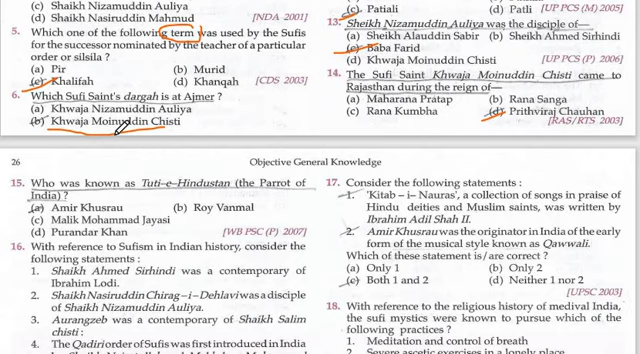 (c) Shaikh Nizamuddin Auliya
(d) Shaikh Nasiruddin Mahmud [NDA 2001]
5. Which one of the following term was used by the Sufis
for the successor nominated by the teacher of a particular
order or silsila ?
(a) Pir (b) Murid
(c) Khalifah (d) Khanqah [CDS 2003]
6. Which Sufi Saint's dargah is at Ajmer ?
(a) Khwaja Nizamuddin Auliya
(b) Khwaja Moinuddin Chisti
(c) Patiali (d) Patli [UP PCS (M) 2005]
13. Sheikh Nizamuddin Auliya was the disciple of—
(a) Sheikh Alauddin Sabir (b) Sheikh Ahmed Sirhindi
(c) Baba Farid
(d) Khwaja Moinuddin Chisti [UP PCS (P) 2006]
14. The Sufi Saint Khwaja Moinuddin Chisti came to
Rajasthan during the reign of—
(a) Maharana Pratap (b) Rana Sanga
(c) Rana Kumbha (d) Prithviraj Chauhan
[RAS/RTS 2003]
26 Objective General Knowledge
15. Who was known as Tuti–e–Hindustan (the Parrot of
India) ?
(a) Amir Khusrau (b) Roy Vanmal
(c) Malik Mohammad Jayasi
(d) Purandar Khan [WB PSC (P) 2007]
16. With reference to Sufism in Indian history, consider the
following statements :
1. Shaikh Ahmed Sirhindi was a contemporary of
Ibrahim Lodi.
2. Shaikh Nasiruddin Chirag–i–Dehlavi was a disciple
of Shaikh Nizamuddin Auliya.
3. Aurangzeb was a contemporary of Shaikh Salim
chisti :
4. The Qadiri order of Sufis was first introduced in India
17. Consider the following statements :
1. 'Kitab – i– Nauras', a collection of songs in praise of
Hindu deities and Muslim saints, was written by
Ibrahim Adil Shah II.
2. Amir Khusrau was the originator in India of the early
form of the musical style known as Qawwali.
Which of these statement is/are correct ?
(a) Only 1 (b) Only 2
(c) Both 1 and 2 (d) Neither 1 nor 2
[UPSC 2003]
18. With reference to the religious history of medival India,
the sufi mystics were known to pursue which of the
following practices ?
1. Meditation and control of breath
2. Severe ascetic exercises in a lonely place